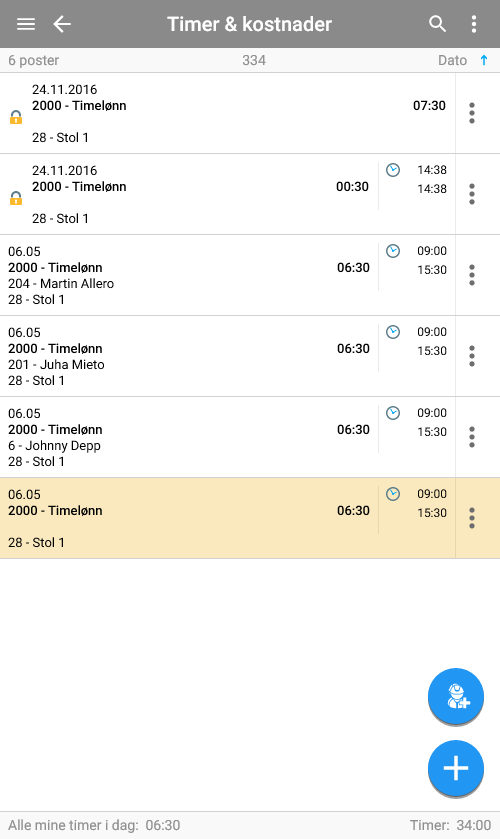 Timer & kostnader
6 poster 334 Dato
24.11.2016
2000 - Timelønn 07:30
28 - Stol 1
24.11.2016 14:38
2000 - Timelønn 00:30 14:38
28 - Stol 1
06.05 09:00
2000 - Timelønn 06:30 15:30
204 - Martin Allero
28 - Stol 1
06.05 09:00
2000 - Timelønn 06:30 15:30
201 - Juha Mieto
28 - Stol 1
06.05 09:00
2000 - Timelønn 06:30 15:30
6 - Johnny Depp
28 - Stol 1
06.05 09:00
2000 - Timelønn 06:30 15:30
28 - Stol 1
Alle mine timer i dag: 06:30 Timer: 34:00